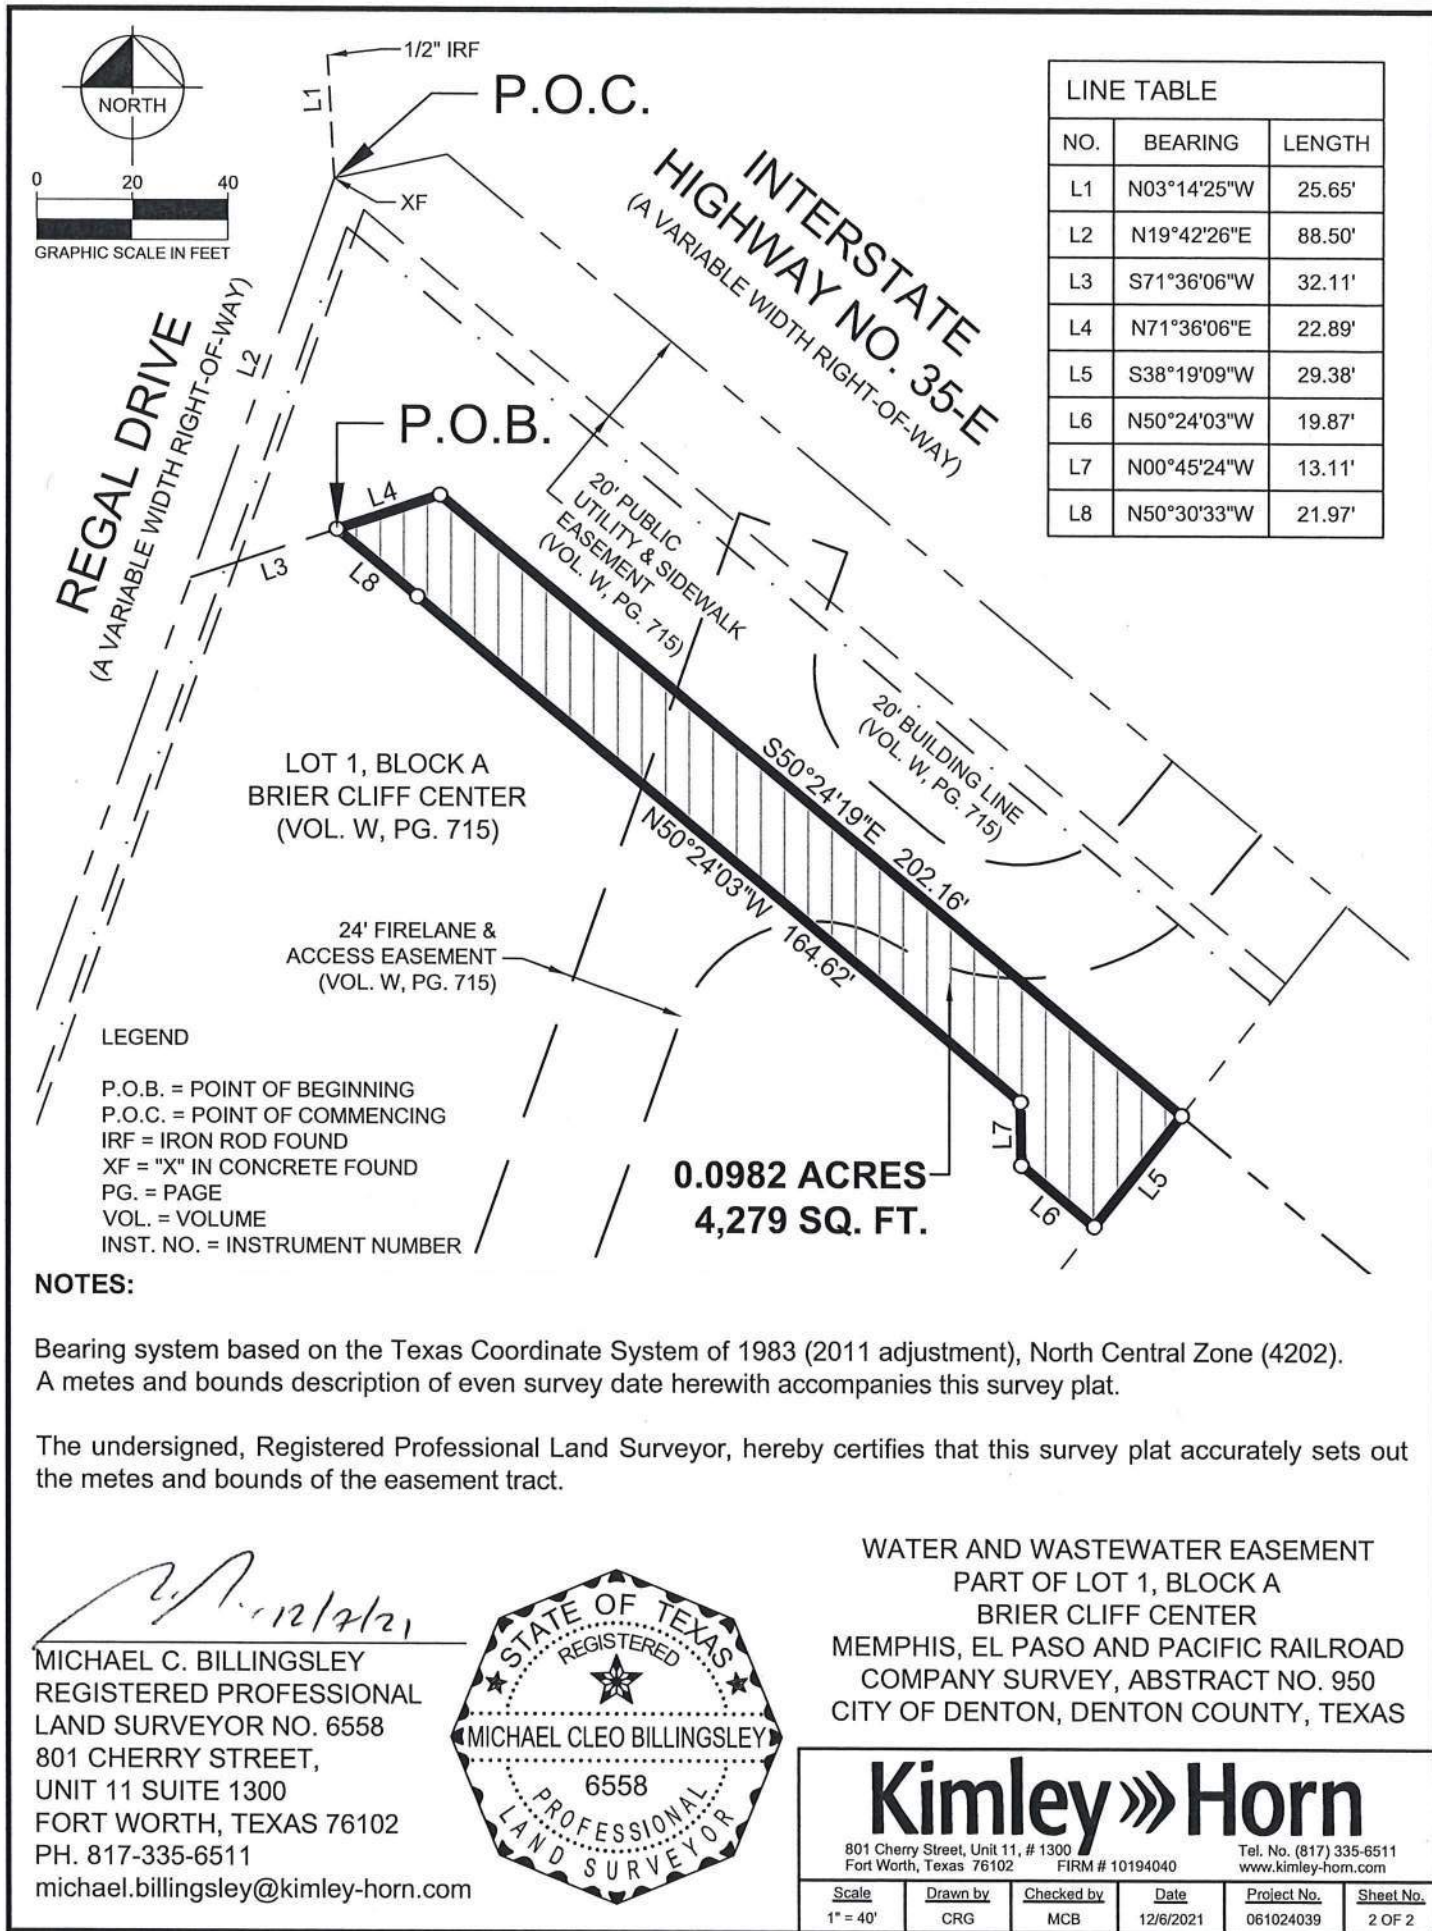 NORTH
0 20 40
GRAPHIC SCALE IN FEET
1/2" IRF
L1
P.O.C.
XF
INTERSTATE
HIGHWAY NO. 35-E
(A VARIABLE WIDTH RIGHT-OF-WAY)
LINE TABLE
NO. BEARING LENGTH
L1 N03°14'25"W 25.65'
L2 N19°42'26"E 88.50'
L3 S71°36'06"W 32.11'
L4 N71°36'06"E 22.89'
L5 S38°19'09"W 29.38'
L6 N50°24'03"W 19.87'
L7 N00°45'24"W 13.11'
L8 N50°30'33"W 21.97'
REGAL DRIVE
(A VARIABLE WIDTH RIGHT-OF-WAY)
L2
P.O.B.
L4
L3
L8
20' PUBLIC
UTILITY & SIDEWALK
EASEMENT
(VOL. W, PG. 715)
20' BUILDING LINE
(VOL. W, PG. 715)
S50°24'19"E 202.16'
N50°24'03"W 164.62'
LOT 1, BLOCK A
BRIER CLIFF CENTER
(VOL. W, PG. 715)
24' FIRELANE &
ACCESS EASEMENT
(VOL. W, PG. 715)
L7
L6
L5
0.0982 ACRES
4,279 SQ. FT.
LEGEND
P.O.B. = POINT OF BEGINNING
P.O.C. = POINT OF COMMENCING
IRF = IRON ROD FOUND
XF = "X" IN CONCRETE FOUND
PG. = PAGE
VOL. = VOLUME
INST. NO. = INSTRUMENT NUMBER
NOTES:
Bearing system based on the Texas Coordinate System of 1983 (2011 adjustment), North Central Zone (4202).
A metes and bounds description of even survey date herewith accompanies this survey plat.
The undersigned, Registered Professional Land Surveyor, hereby certifies that this survey plat accurately sets out
the metes and bounds of the easement tract.
12/7/21
MICHAEL C. BILLINGSLEY
REGISTERED PROFESSIONAL
LAND SURVEYOR NO. 6558
801 CHERRY STREET,
UNIT 11 SUITE 1300
FORT WORTH, TEXAS 76102
PH. 817-335-6511
michael.billingsley@kimley-horn.com
STATE OF TEXAS
REGISTERED
MICHAEL CLEO BILLINGSLEY
6558
PROFESSIONAL
LAND SURVEYOR
WATER AND WASTEWATER EASEMENT
PART OF LOT 1, BLOCK A
BRIER CLIFF CENTER
MEMPHIS, EL PASO AND PACIFIC RAILROAD
COMPANY SURVEY, ABSTRACT NO. 950
CITY OF DENTON, DENTON COUNTY, TEXAS
Kimley»Horn
801 Cherry Street, Unit 11, # 1300 Tel. No. (817) 335-6511
Fort Worth, Texas 76102 FIRM # 10194040 www.kimley-horn.com
Scale Drawn by Checked by Date Project No. Sheet No.
1" = 40' CRG MCB 12/6/2021 061024039 2 OF 2